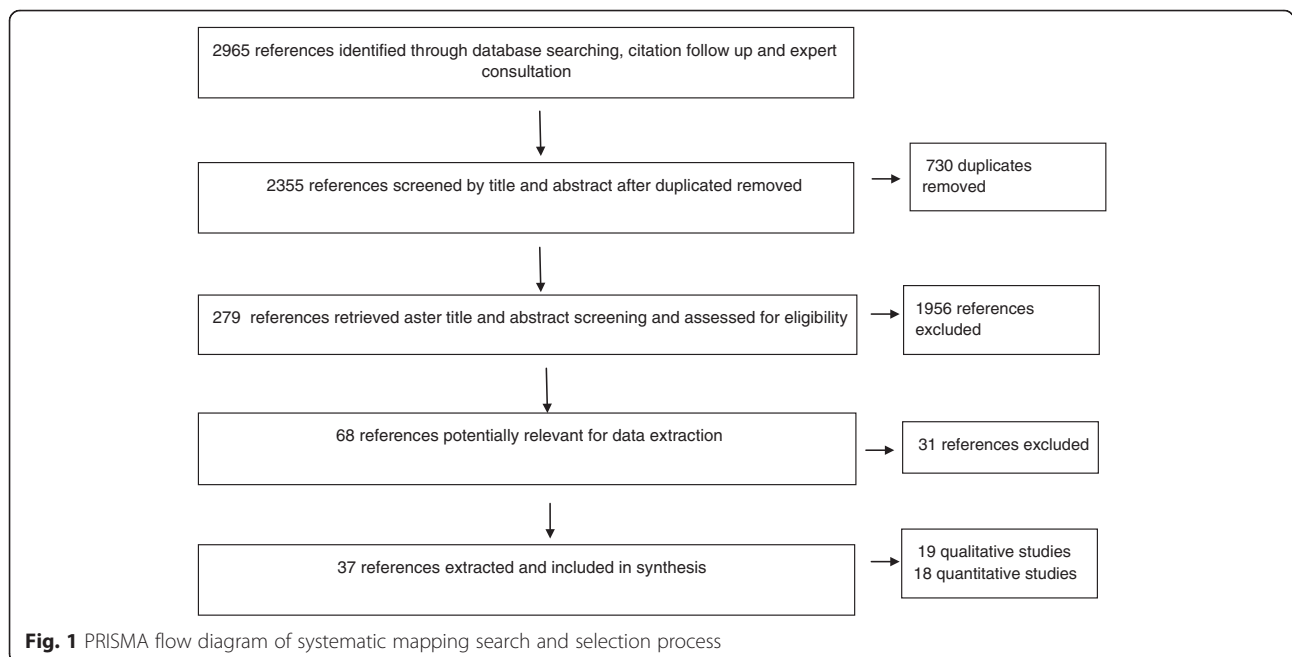 2965 references identified through database searching, citation follow up and expert
consultation
2355 references screened by title and abstract after duplicated removed
730 duplicates
removed
279 references retrieved aster title and abstract screening and assessed for eligibility
1956 references
excluded
68 references potentially relevant for data extraction
31 references excluded
37 references extracted and included in synthesis
19 qualitative studies
18 quantitative studies
Fig. 1 PRISMA flow diagram of systematic mapping search and selection process